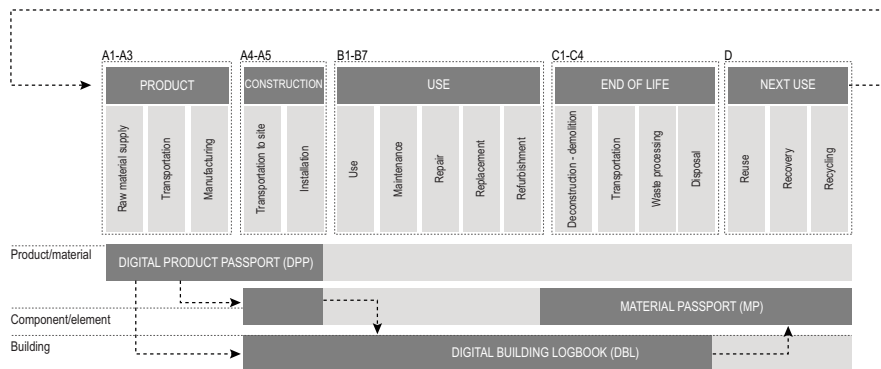 A1-A3
A4-A5
B1-B7
C1-C4
D
PRODUCT
CONSTRUCTION
USE
END OF LIFE
NEXT USE
Raw material supply
Transportation
Manufacturing
Transportation to site
Installation
Use
Maintenance
Repair
Replacement
Refurbishment
Deconstruction - demolition
Transportation
Waste processing
Disposal
Reuse
Recovery
Recycling
Product/material
DIGITAL PRODUCT PASSPORT (DPP)
MATERIAL PASSPORT (MP)
Component/element
Building
DIGITAL BUILDING LOGBOOK (DBL)